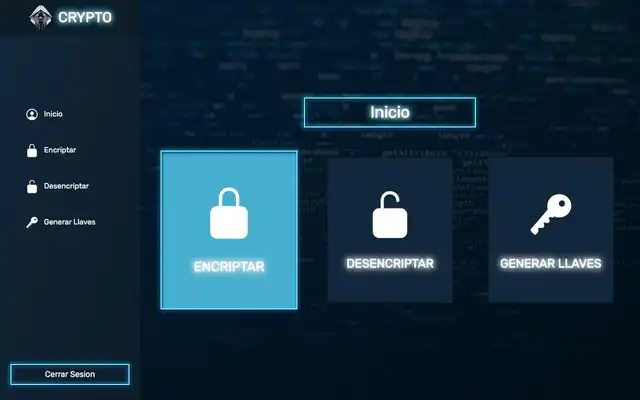 CRYPTO
Inicio
Encriptar
Desencriptar
Generar Llaves
Cerrar Sesion
Inicio
ENCRIPTAR
DESENCRIPTAR
GENERAR LLAVES